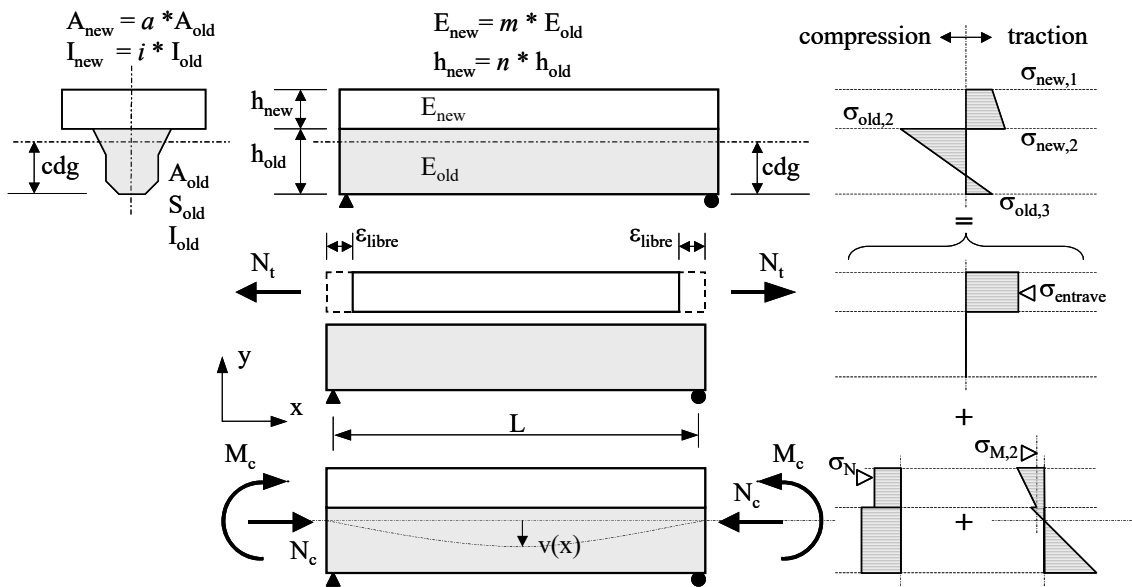 A_new = a *A_old
I_new = i * I_old
E_new = m * E_old
h_new = n * h_old
compression
traction
σ_new,1
h_new
E_new
σ_old,2
σ_new,2
cdg
h_old
E_old
cdg
A_old
S_old
I_old
σ_old,3
=
ε_libre
ε_libre
N_t
N_t
σ_entrave
y
x
L
+
M_c
M_c
σ_N
σ_M,2
N_c
N_c
v(x)
+